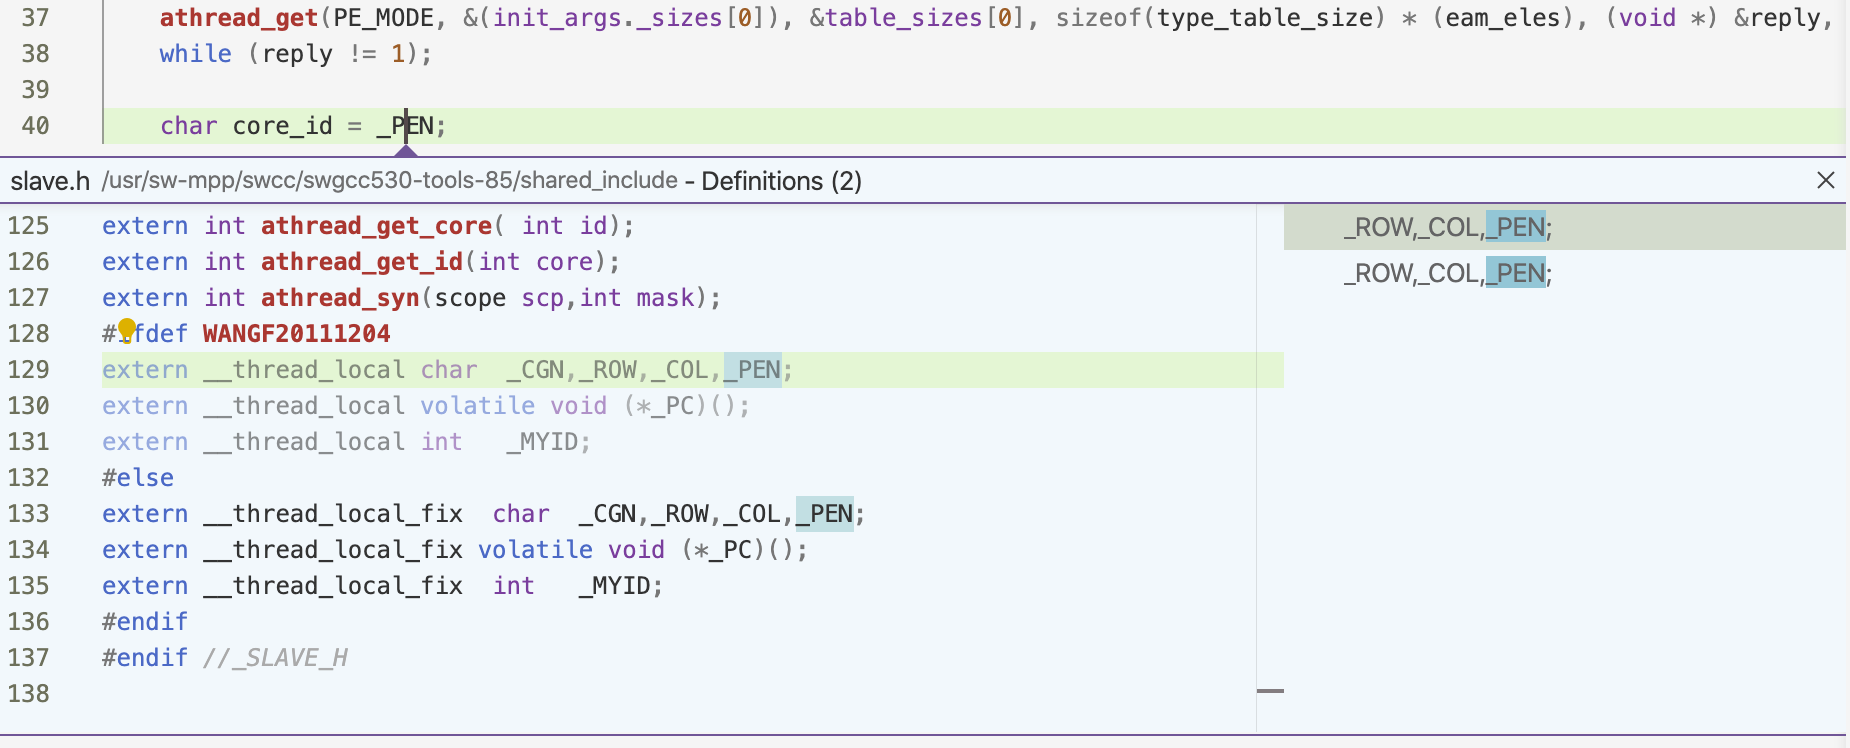 37 athread_get(PE_MODE, &(init_args._sizes[0]), &table_sizes[0], sizeof(type_table_size) * (eam_eles), (void *) &reply,
38 while (reply != 1);
39
40 char core_id = _PEN;
slave.h /usr/sw-mpp/swcc/swgcc530-tools-85/shared_include - Definitions (2)
125 extern int athread_get_core( int id);
126 extern int athread_get_id(int core);
127 extern int athread_syn(scope scp,int mask);
128 #ifdef WANGF20111204
129 extern __thread_local char  _CGN,_ROW,_COL,_PEN;
130 extern __thread_local volatile void (*_PC)();
131 extern __thread_local int   _MYID;
132 #else
133 extern __thread_local_fix  char  _CGN,_ROW,_COL,_PEN;
134 extern __thread_local_fix volatile void (*_PC)();
135 extern __thread_local_fix  int   _MYID;
136 #endif
137 #endif //_SLAVE_H
138
_ROW,_COL,_PEN;
_ROW,_COL,_PEN;